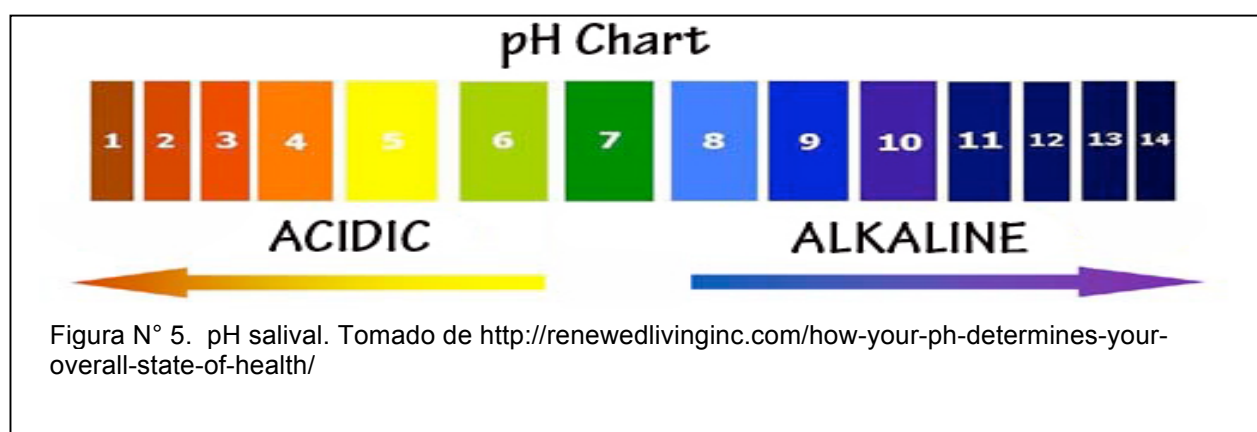 pH Chart
1 2 3 4 5 6 7 8 9 10 11 12 13 14
ACIDIC ALKALINE
Figura N° 5. pH salival. Tomado de http://renewedlivinginc.com/how-your-ph-determines-your-
overall-state-of-health/